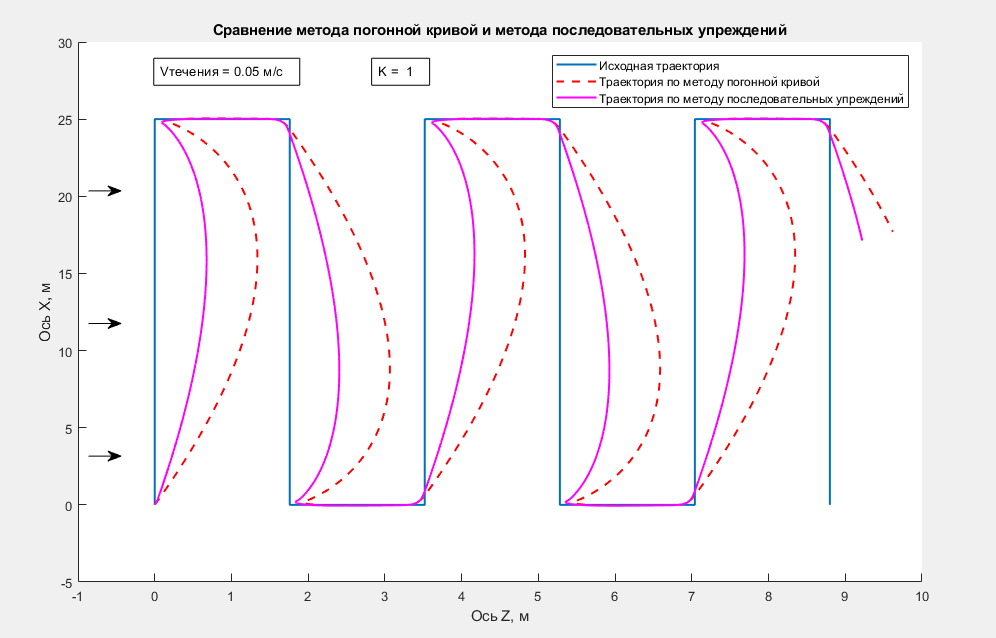 Сравнение метода погонной кривой и метода последовательных упреждений
Vтечения = 0.05 м/с
K = 1
Исходная траектория
Траектория по методу погонной кривой
Траектория по методу последовательных упреждений
30
25
20
15
10
5
0
-5
Ось X, м
-1
0
1
2
3
4
5
6
7
8
9
10
Ось Z, м